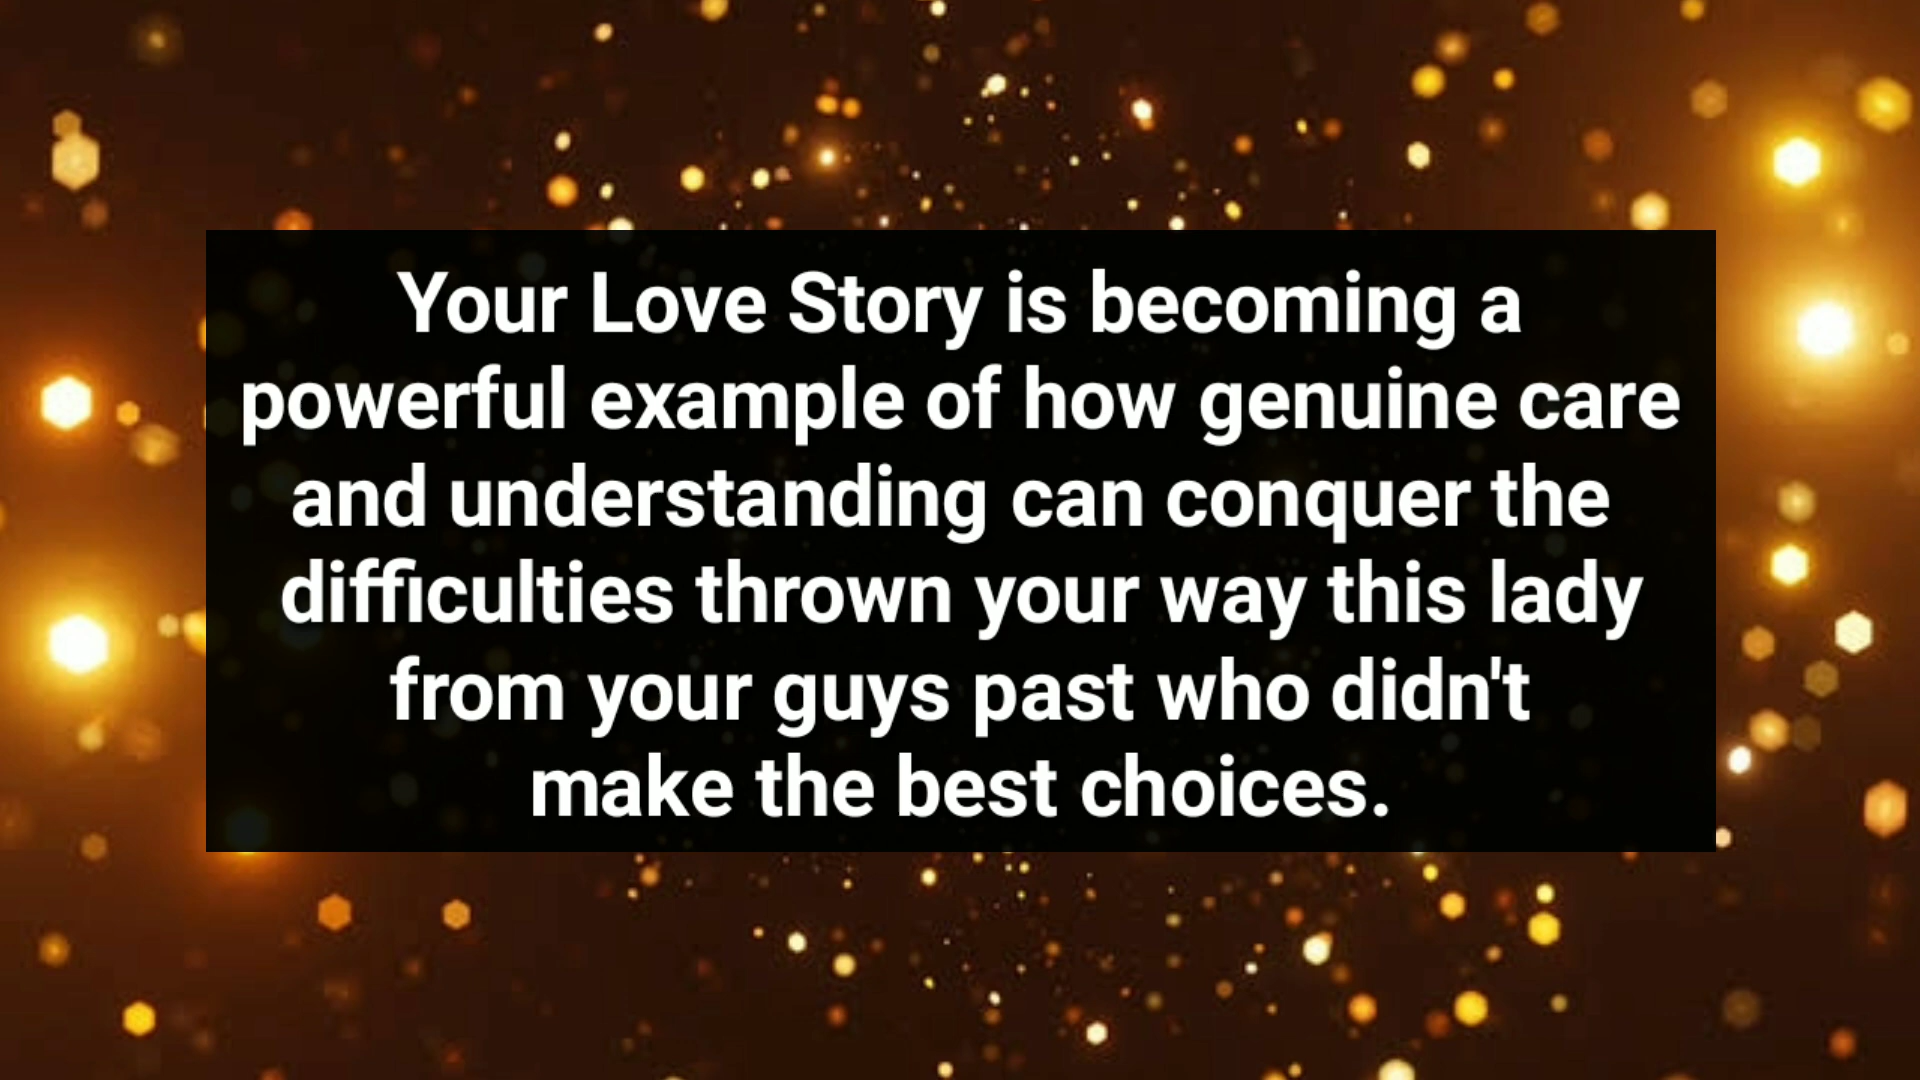 Your Love Story is becoming a
powerful example of how genuine care
and understanding can conquer the
difficulties thrown your way this lady
from your guys past who didn't
make the best choices.